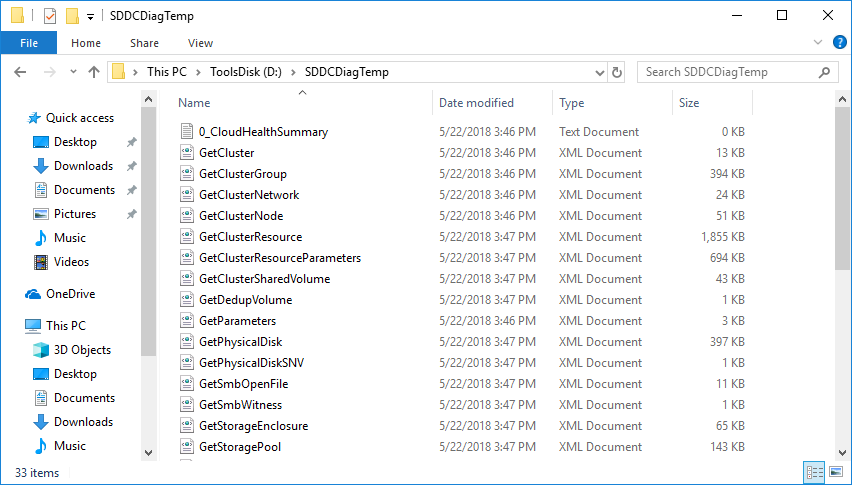 SDDCDiagTemp
File Home Share View
This PC ToolsDisk (D:) SDDCDiagTemp Search SDDCDiagTemp
Quick access
Desktop
Downloads
Documents
Pictures
Music
Videos
OneDrive
This PC
3D Objects
Desktop
Documents
Downloads
Music
Name Date modified Type Size
0_CloudHealthSummary 5/22/2018 3:46 PM Text Document 0 KB
GetCluster 5/22/2018 3:46 PM XML Document 13 KB
GetClusterGroup 5/22/2018 3:46 PM XML Document 394 KB
GetClusterNetwork 5/22/2018 3:46 PM XML Document 24 KB
GetClusterNode 5/22/2018 3:46 PM XML Document 51 KB
GetClusterResource 5/22/2018 3:47 PM XML Document 1,855 KB
GetClusterResourceParameters 5/22/2018 3:47 PM XML Document 694 KB
GetClusterSharedVolume 5/22/2018 3:47 PM XML Document 43 KB
GetDedupVolume 5/22/2018 3:47 PM XML Document 1 KB
GetParameters 5/22/2018 3:46 PM XML Document 3 KB
GetPhysicalDisk 5/22/2018 3:47 PM XML Document 397 KB
GetPhysicalDiskSNV 5/22/2018 3:47 PM XML Document 1 KB
GetSmbOpenFile 5/22/2018 3:47 PM XML Document 11 KB
GetSmbWitness 5/22/2018 3:47 PM XML Document 1 KB
GetStorageEnclosure 5/22/2018 3:47 PM XML Document 65 KB
GetStoragePool 5/22/2018 3:47 PM XML Document 143 KB
33 items